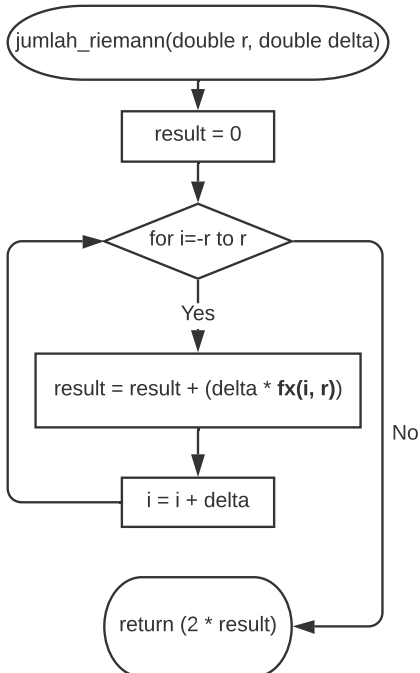 jumlah_riemann(double r, double delta)
result = 0
for i=-r to r
Yes
result = result + (delta * fx(i, r))
No
i = i + delta
return (2 * result)